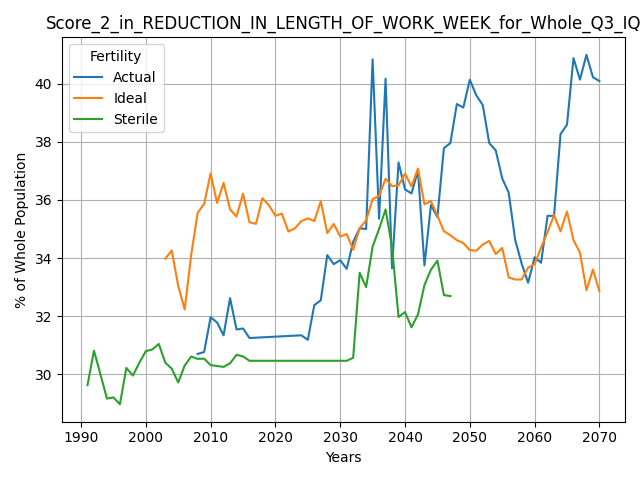 Score_2_in_REDUCTION_IN_LENGTH_OF_WORK_WEEK_for_Whole_Q3_IQ
Fertility
Actual
Ideal
Sterile
% of Whole Population
40
38
36
34
32
30
1990 2000 2010 2020 2030 2040 2050 2060 2070
Years